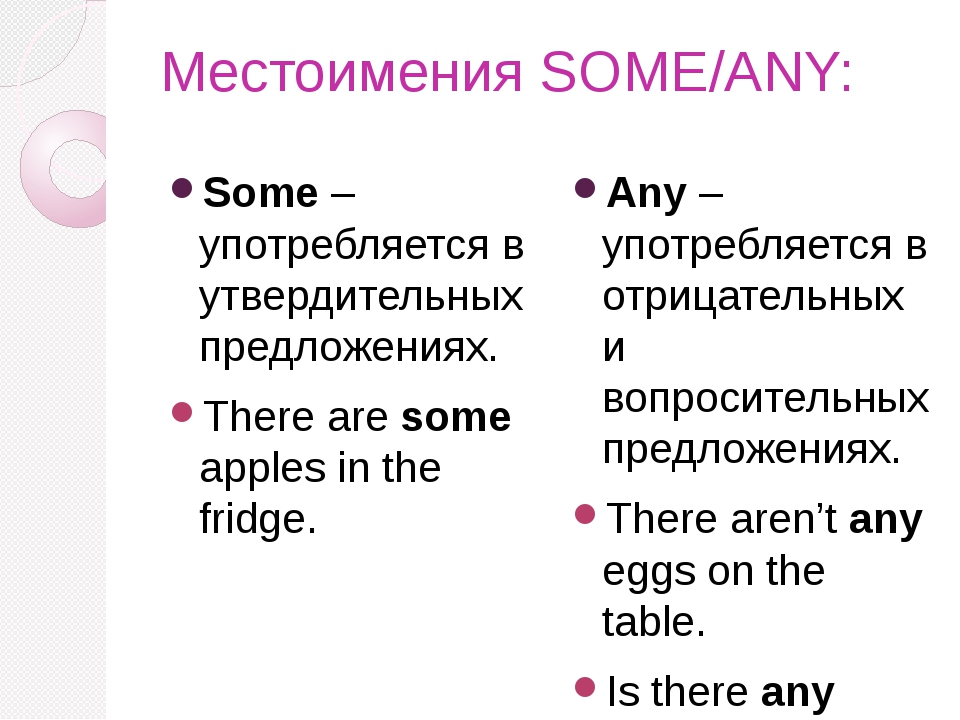 Местоимения SOME/ANY:
Some –
употребляется в
утвердительных
предложениях.
There are some
apples in the
fridge.
Any –
употребляется в
отрицательных
и
вопросительных
предложениях.
There aren’t any
eggs on the
table.
Is there any